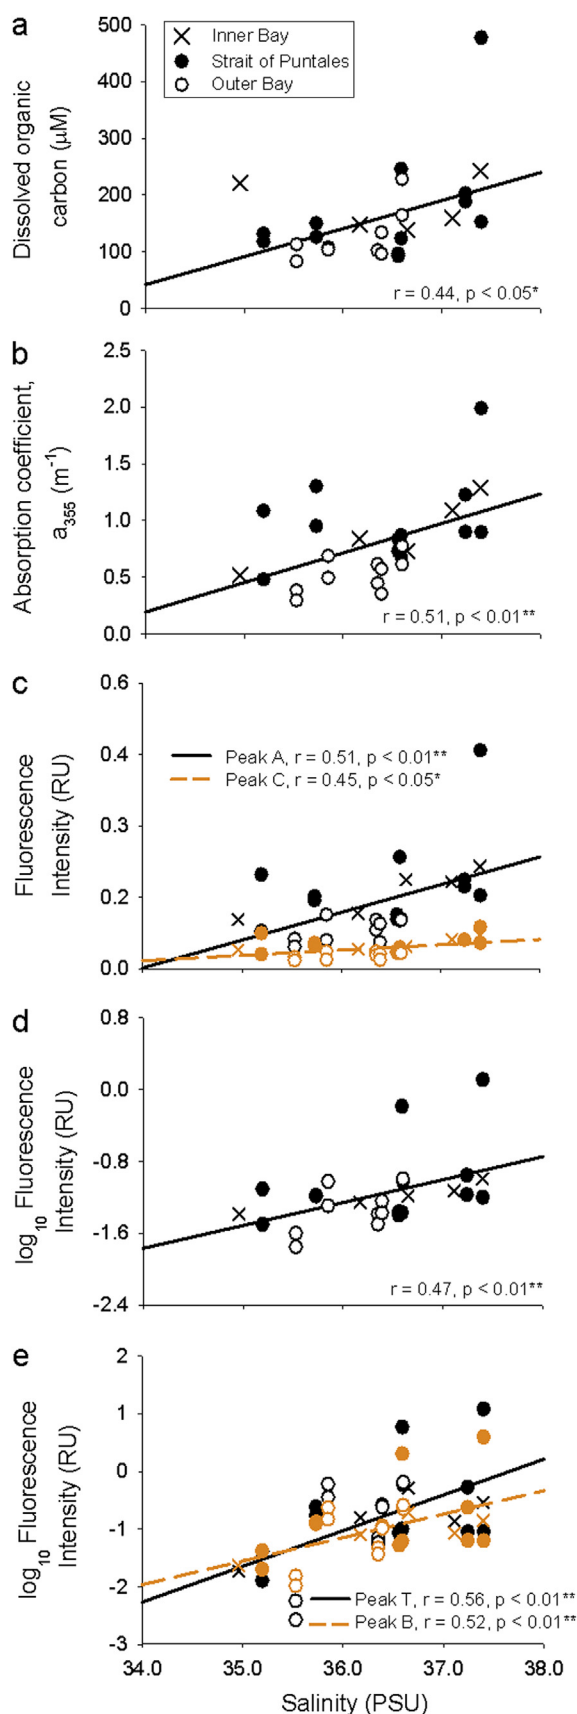 a
Dissolved organic
carbon (µM)
500
400
300
200
100
0
Inner Bay
Strait of Puntales
Outer Bay
r = 0.44, p < 0.05*
b
Absorption coefficient,
a355 (m-1)
2.5
2.0
1.5
1.0
0.5
0.0
r = 0.51, p < 0.01**
c
Fluorescence
Intensity (RU)
0.6
0.4
0.3
0.2
0.0
Peak A, r = 0.51, p < 0.01**
Peak C, r = 0.45, p < 0.05*
d
log10 Fluorescence
Intensity (RU)
0.8
0.0
-0.8
-1.6
-2.4
r = 0.47, p < 0.01**
e
log10 Fluorescence
Intensity (RU)
2
1
0
-1
-2
-3
Peak T, r = 0.56, p < 0.01**
Peak B, r = 0.52, p < 0.01**
34.0 35.0 36.0 37.0 38.0
Salinity (PSU)